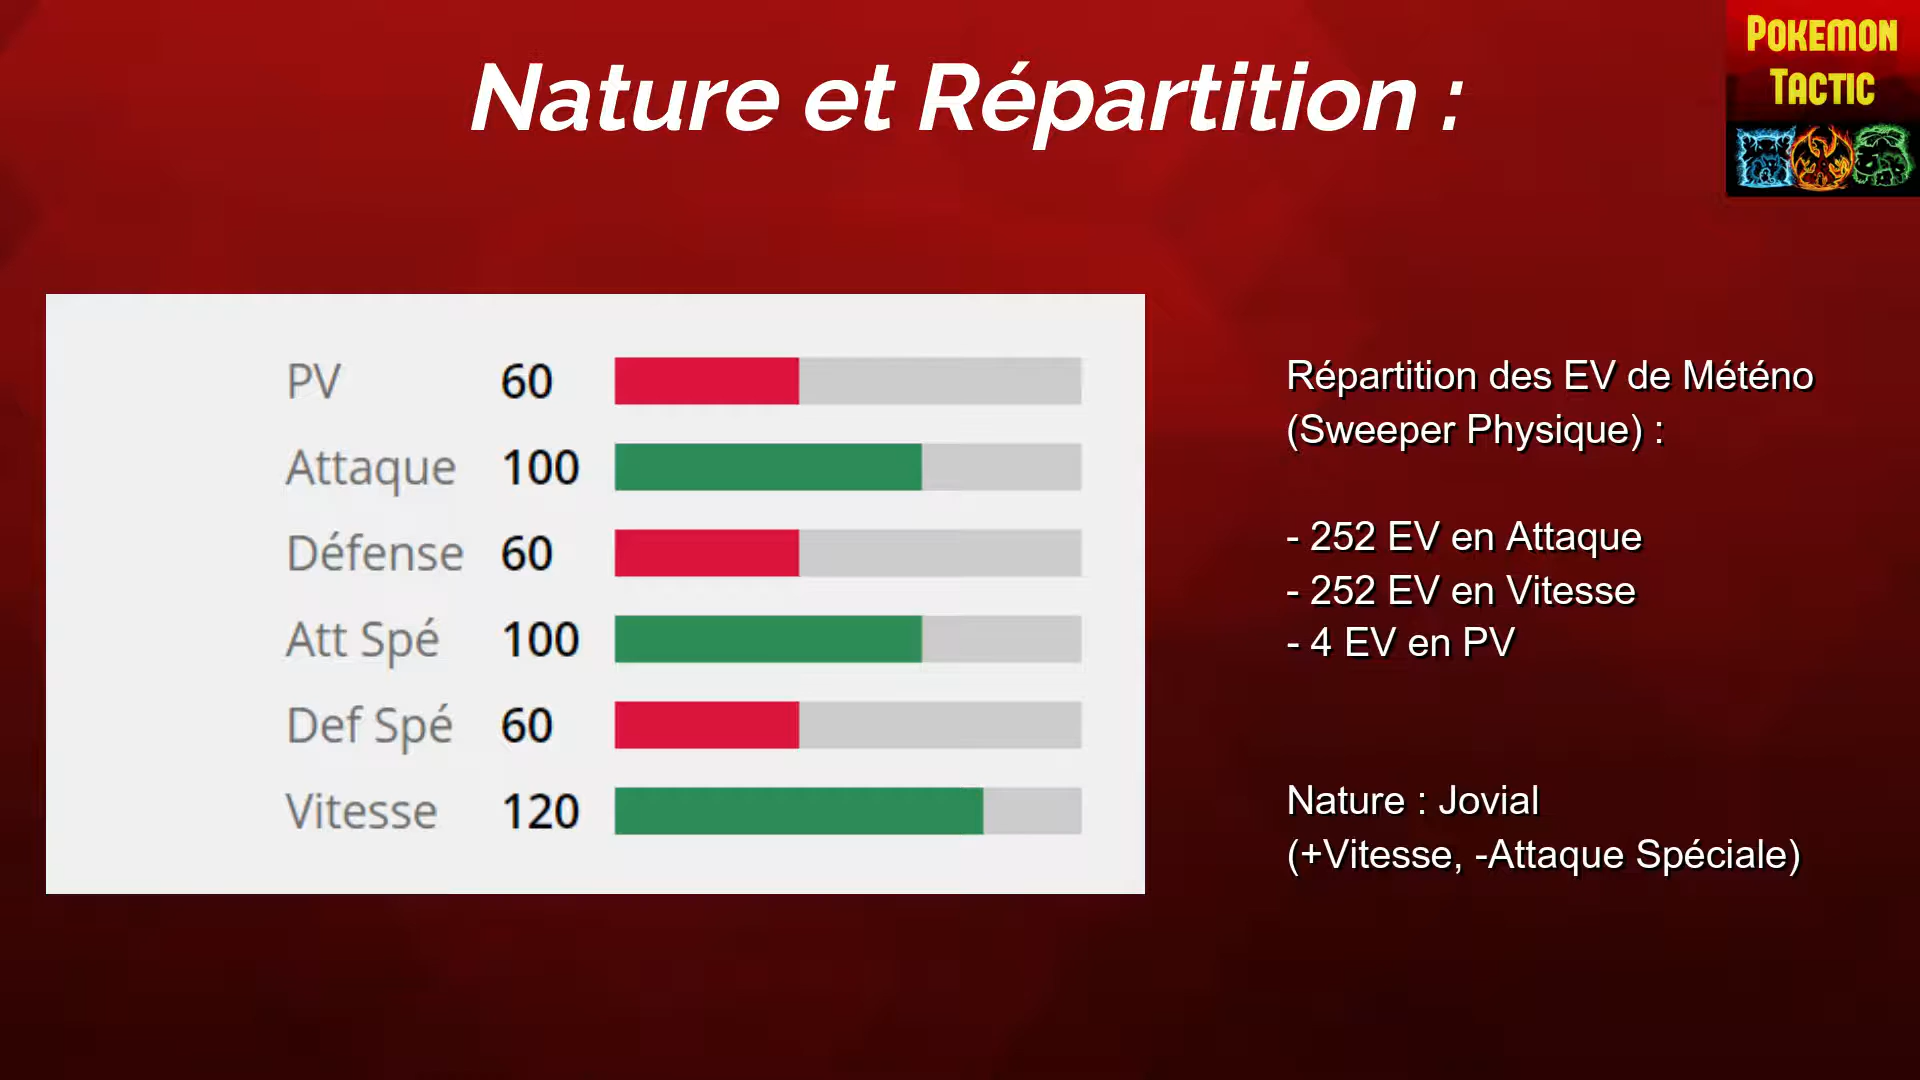 Nature et Répartition :
POKEMON
TACTIC
PV 60
Attaque 100
Défense 60
Att Spé 100
Def Spé 60
Vitesse 120
Répartition des EV de Météno
(Sweeper Physique) :
- 252 EV en Attaque
- 252 EV en Vitesse
- 4 EV en PV
Nature : Jovial
(+Vitesse, -Attaque Spéciale)